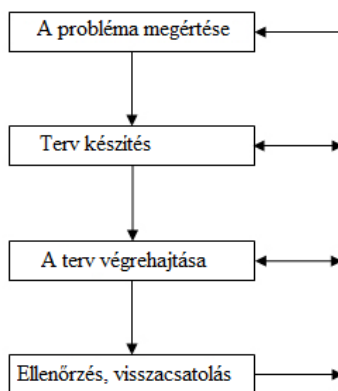 A probléma megértése
Terv készítés
A terv végrehajtása
Ellenőrzés, visszacsatolás